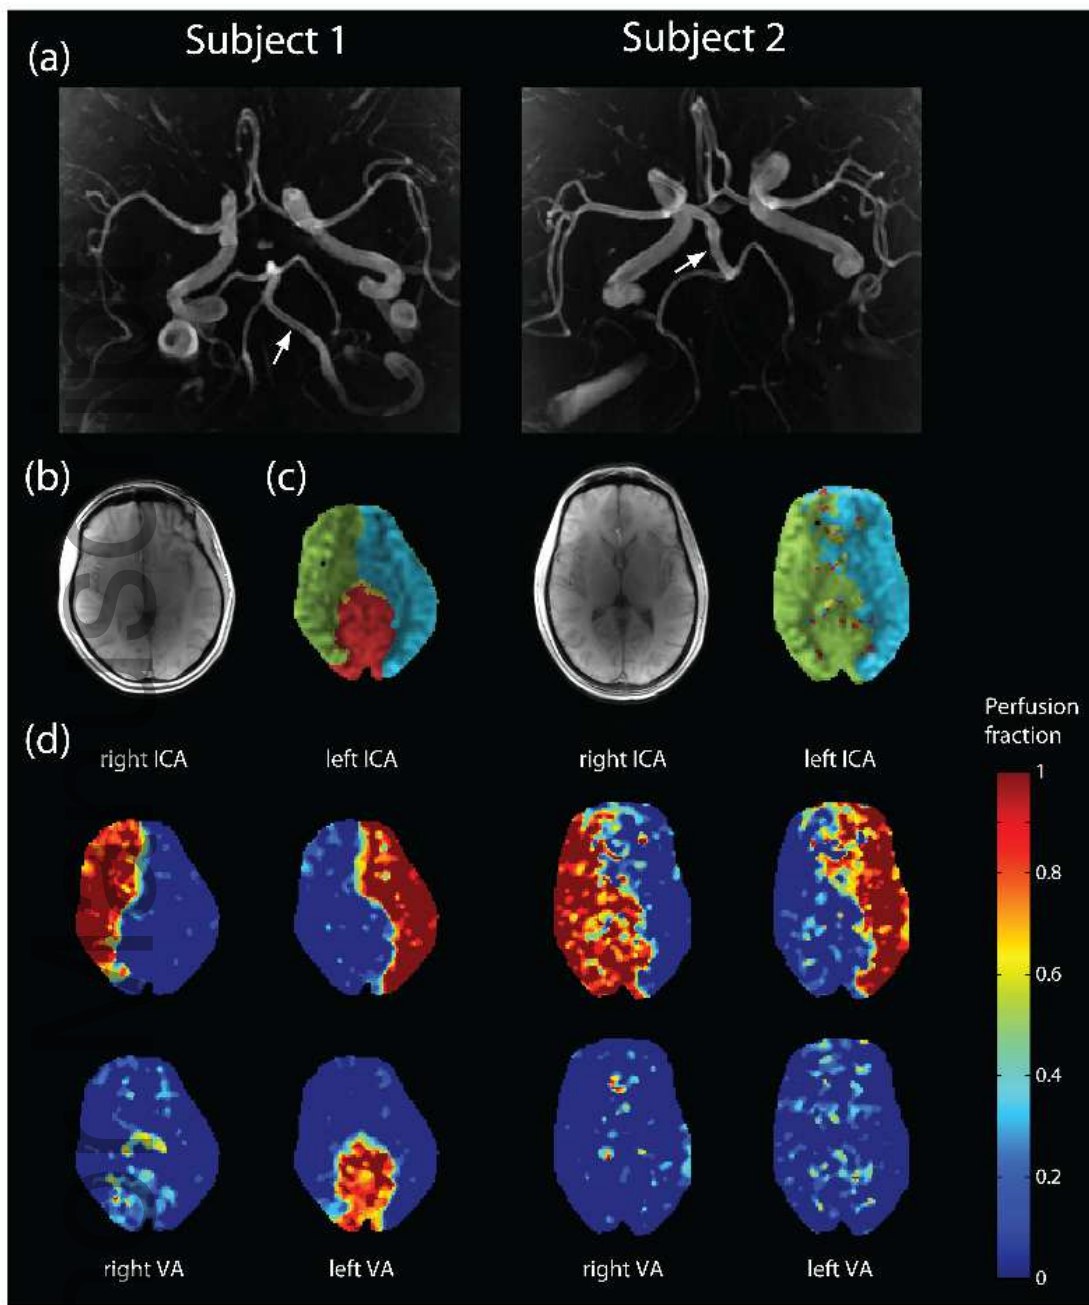 Subject 1
Subject 2
(a)
(b)
(c)
(d)
right ICA
left ICA
right ICA
left ICA
Perfusion
fraction
1
0.8
0.6
0.4
0.2
0
right VA
left VA
right VA
left VA